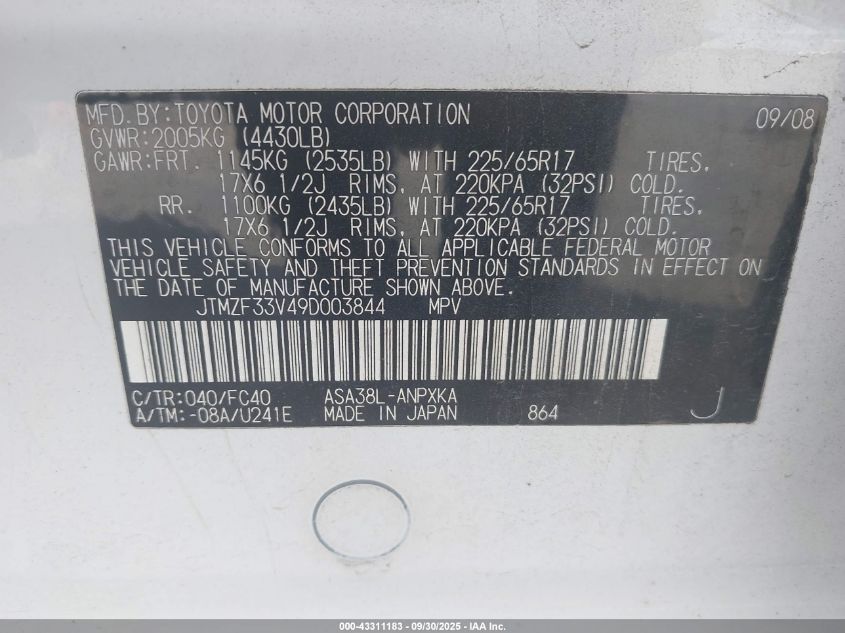 MFD. BY: TOYOTA MOTOR CORPORATION 09/08
GVWR: 2005KG (4430LB)
GAWR: FRT. 1145KG (2535LB) WITH 225/65R17 TIRES,
17X6 1/2J RIMS, AT 220KPA (32PSI) COLD.
RR. 1100KG (2435LB) WITH 225/65R17 TIRES,
17X6 1/2J RIMS, AT 220KPA (32PSI) COLD.
THIS VEHICLE CONFORMS TO ALL APPLICABLE FEDERAL MOTOR
VEHICLE SAFETY AND THEFT PREVENTION STANDARDS IN EFFECT ON
THE DATE OF MANUFACTURE SHOWN ABOVE.
JTMZF33V49D003844 MPV
C/TR: 040/FC40 ASA38L-ANPXKA
A/TM: -08A/U241E MADE IN JAPAN 864 J
000-43311183 - 09/30/2025 - IAA Inc.